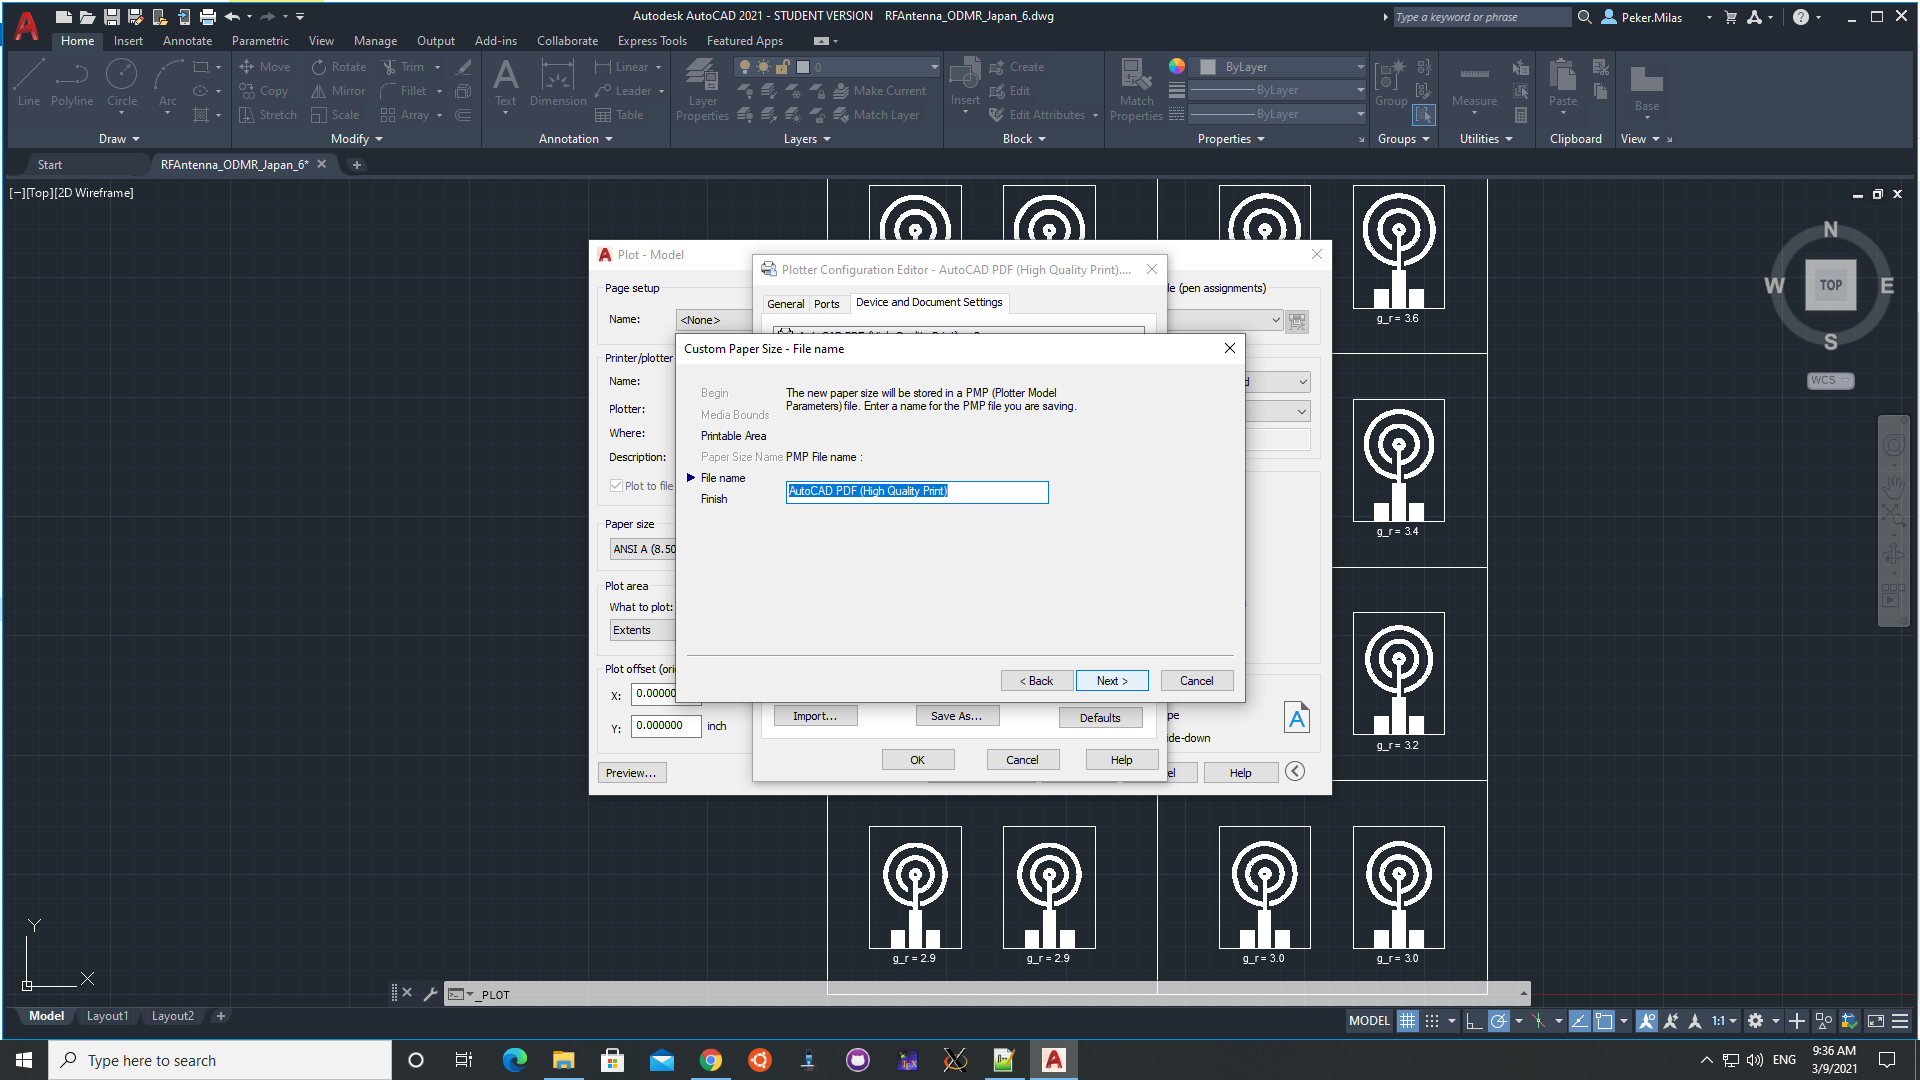 Autodesk AutoCAD 2021 - STUDENT VERSION RFAntenna_ODMR_Japan_6.dwg
Type a keyword or phrase
Peker.Milas
Home Insert Annotate Parametric View Manage Output Add-ins Collaborate Express Tools Featured Apps
Line Polyline Circle Arc
Move Rotate Trim
Copy Mirror Fillet
Stretch Scale Array
Text Dimension
Linear
Leader
Table
Layer Properties
0
Make Current
Match Layer
Insert
Create
Edit
Edit Attributes
Match Properties
ByLayer
ByLayer
ByLayer
Group
Measure
Paste
Base
Draw Modify Annotation Layers Block Properties Groups Utilities Clipboard View
Start RFAntenna_ODMR_Japan_6*
[−][Top][2D Wireframe]
N
W TOP E
S
WCS
g_r = 3.6
g_r = 3.4
g_r = 3.2
g_r = 2.9 g_r = 2.9 g_r = 3.0 g_r = 3.0
Plot - Model
Page setup
Name: <None>
Printer/plotter
Name:
Plotter:
Where:
Description:
Plot to file
Paper size
ANSI A (8.50
Plot area
What to plot:
Extents
Plot offset (ori
X: 0.00000
Y: 0.000000 inch
Preview...
(pen assignments)
Help
Plotter Configuration Editor - AutoCAD PDF (High Quality Print)....
General Ports Device and Document Settings
Import... Save As... Defaults
OK Cancel Help
Custom Paper Size - File name
Begin
Media Bounds
Printable Area
Paper Size Name
File name
Finish
The new paper size will be stored in a PMP (Plotter Model
Parameters) file. Enter a name for the PMP file you are saving.
PMP File name :
AutoCAD PDF (High Quality Print)
< Back Next > Cancel
Y
X
_PLOT
Model Layout1 Layout2
MODEL 1:1
Type here to search
ENG
9:36 AM
3/9/2021